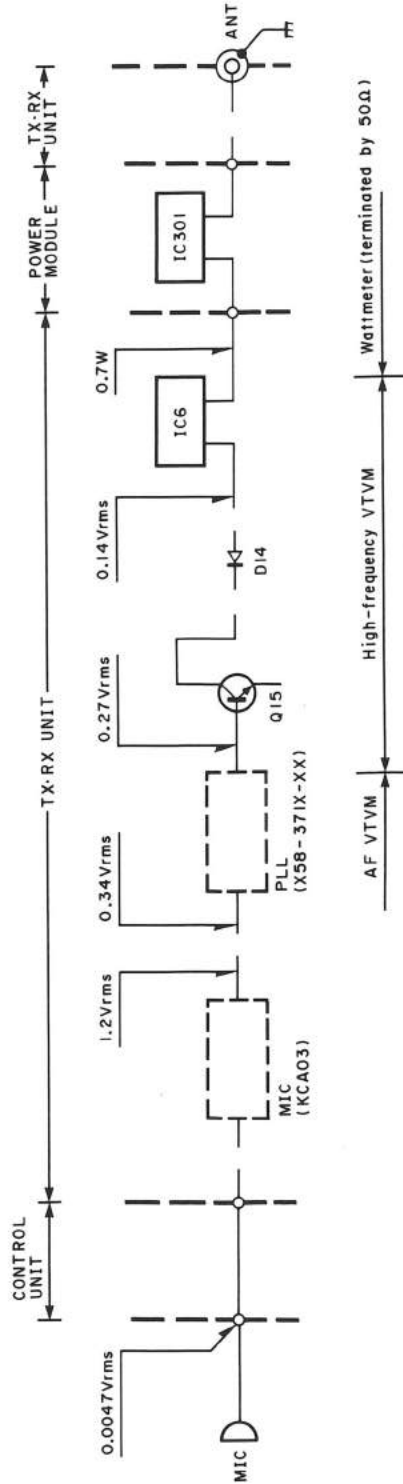 CONTROL
UNIT
TX·RX UNIT
POWER
MODULE
TX·RX
UNIT
0.0047Vrms
1.2Vrms
0.34Vrms
0.27Vrms
0.14Vrms
0.7W
MIC
MIC
(KCA03)
PLL
(X58-371X-XX)
Q15
D14
IC6
IC301
ANT
AF VTVM
High-frequency VTVM
Wattmeter (terminated by 50Ω)